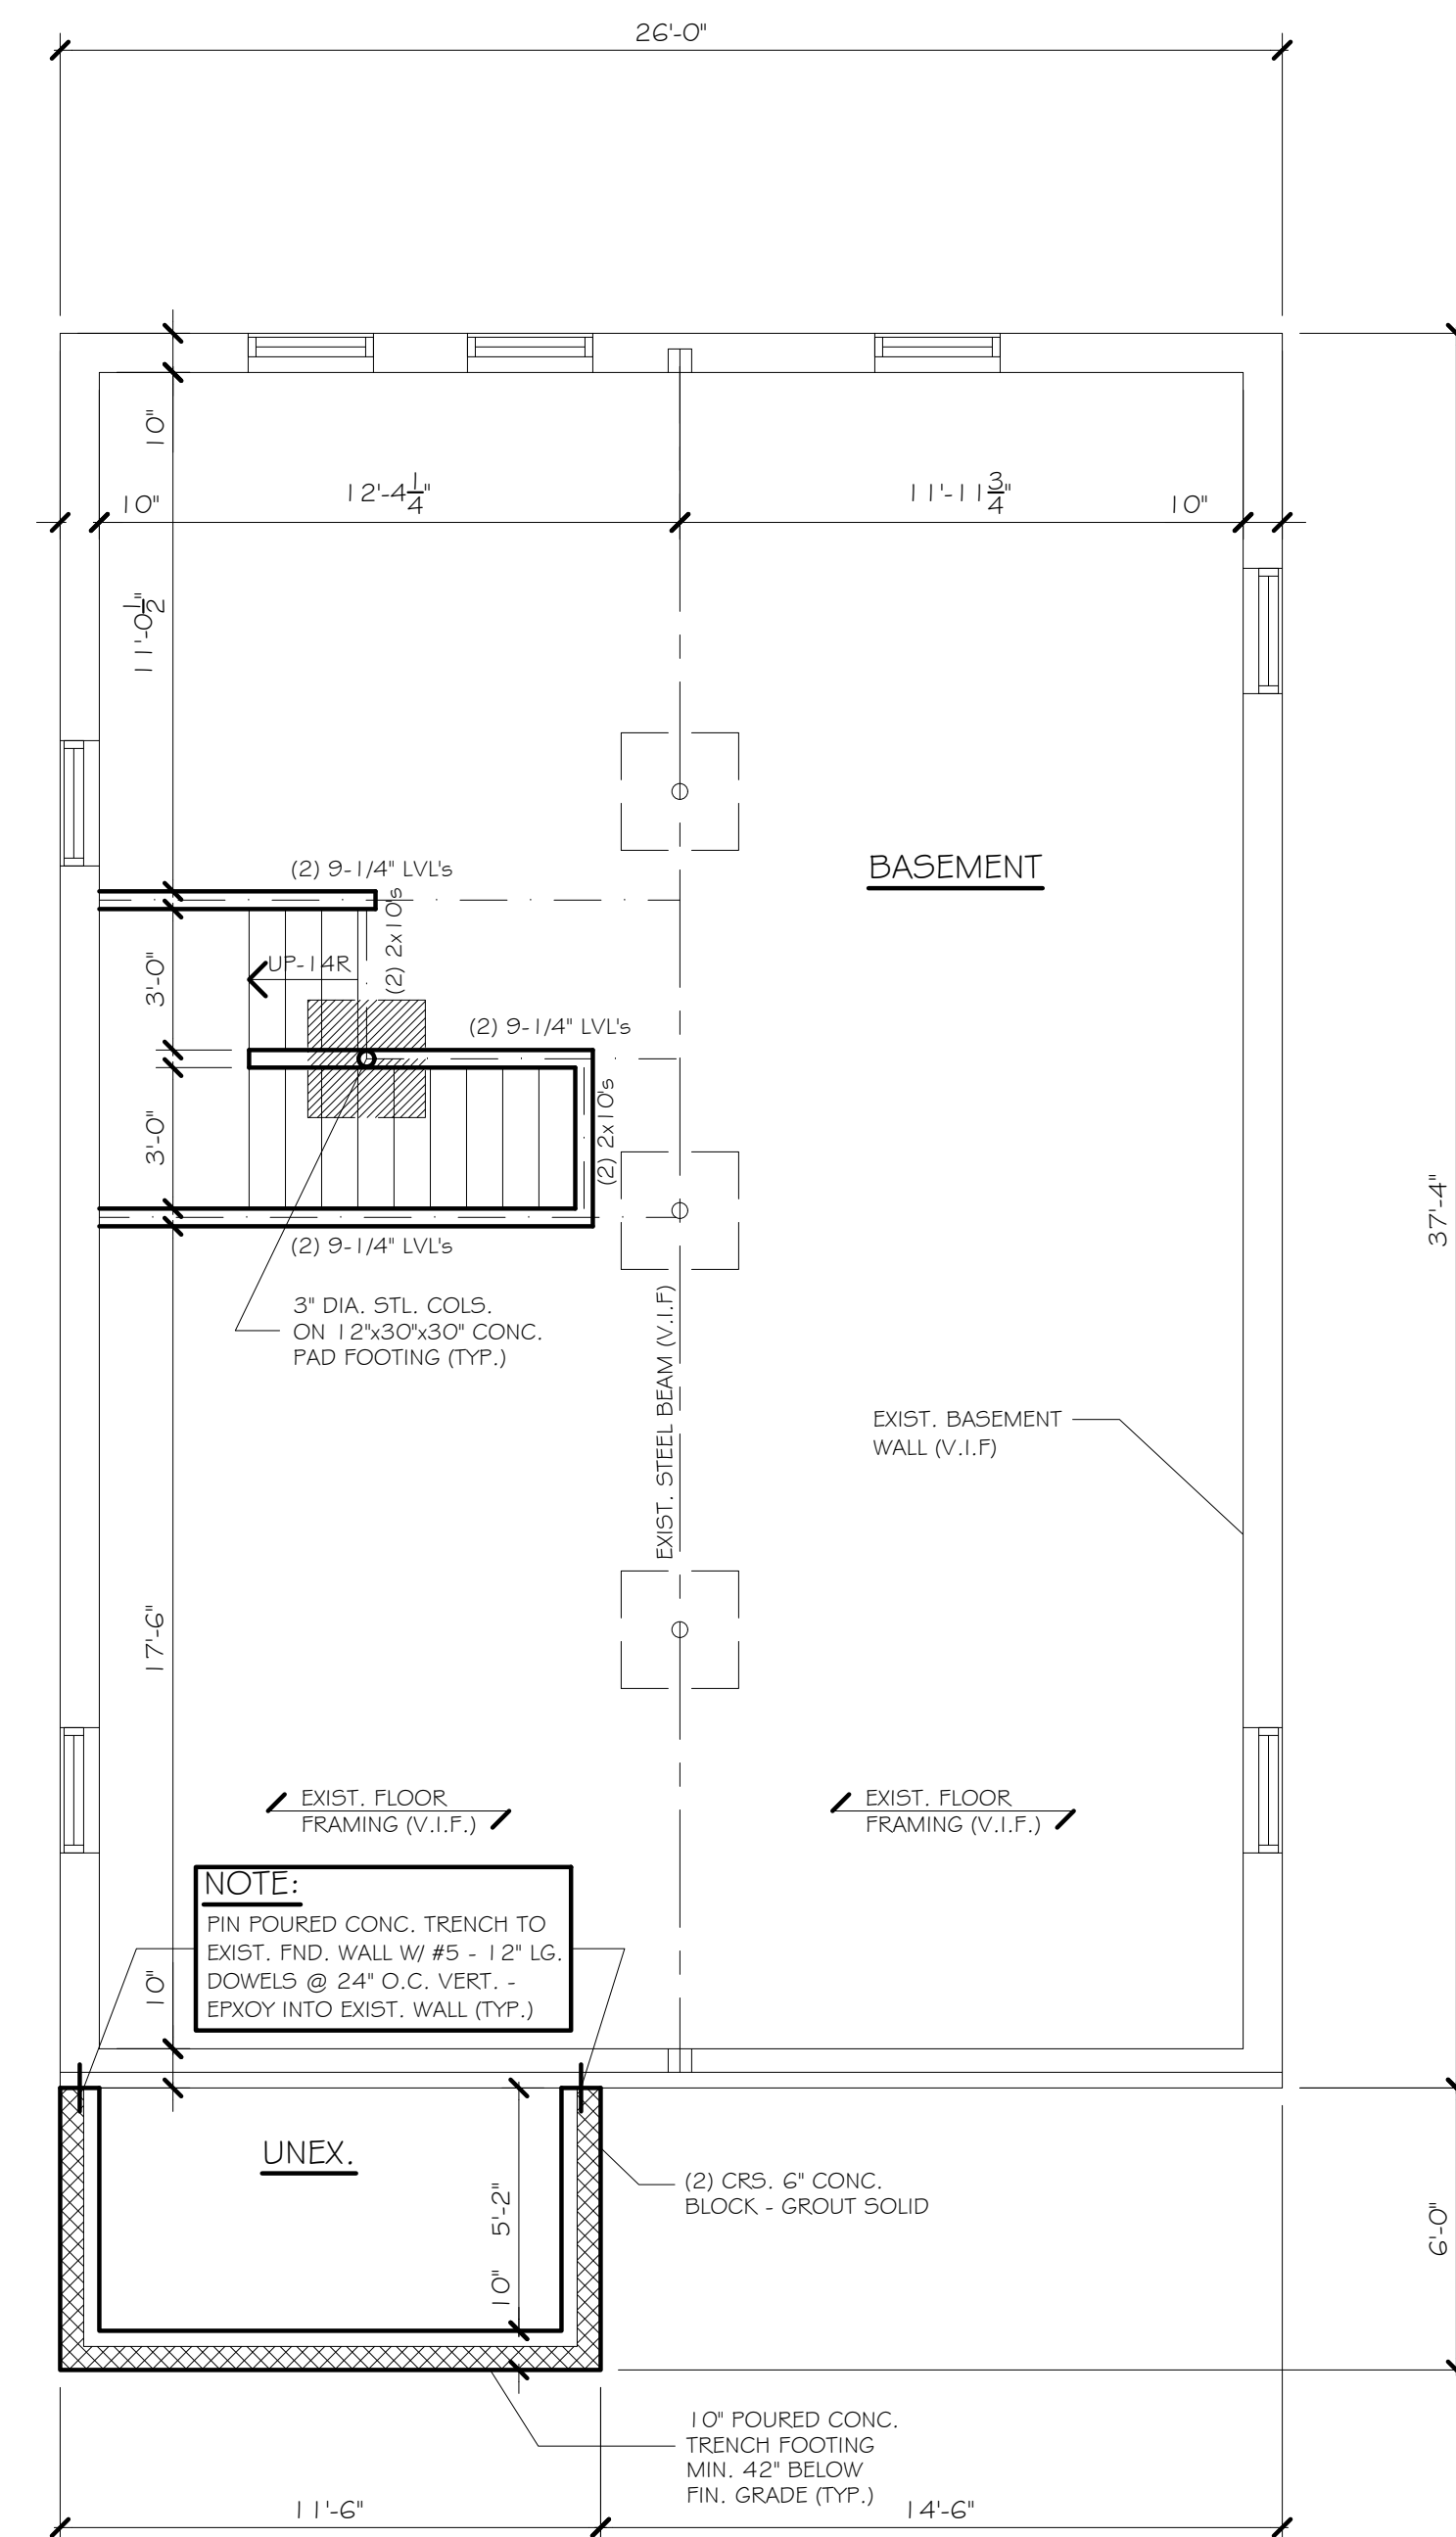 26'-0"
10"
12'-4 1/4"
11'-11 3/4"
10"
10"
11'-0 1/2"
BASEMENT
(2) 9-1/4" LVL's
(2) 2x10's
UP-14R
3'-0"
(2) 9-1/4" LVL's
(2) 2x10's
3'-0"
(2) 9-1/4" LVL's
37'-4"
3" DIA. STL. COLS.
ON 12"x30"x30" CONC.
PAD FOOTING (TYP.)
EXIST. STEEL BEAM (V.I.F)
EXIST. BASEMENT
WALL (V.I.F)
17'-6"
EXIST. FLOOR
FRAMING (V.I.F.)
EXIST. FLOOR
FRAMING (V.I.F.)
NOTE:
PIN POURED CONC. TRENCH TO
EXIST. FND. WALL W/ #5 - 12" LG.
DOWELS @ 24" O.C. VERT. -
EPXOY INTO EXIST. WALL (TYP.)
10"
UNEX.
5'-2"
10"
(2) CRS. 6" CONC.
BLOCK - GROUT SOLID
6'-0"
10" POURED CONC.
TRENCH FOOTING
MIN. 42" BELOW
FIN. GRADE (TYP.)
11'-6"
14'-6"